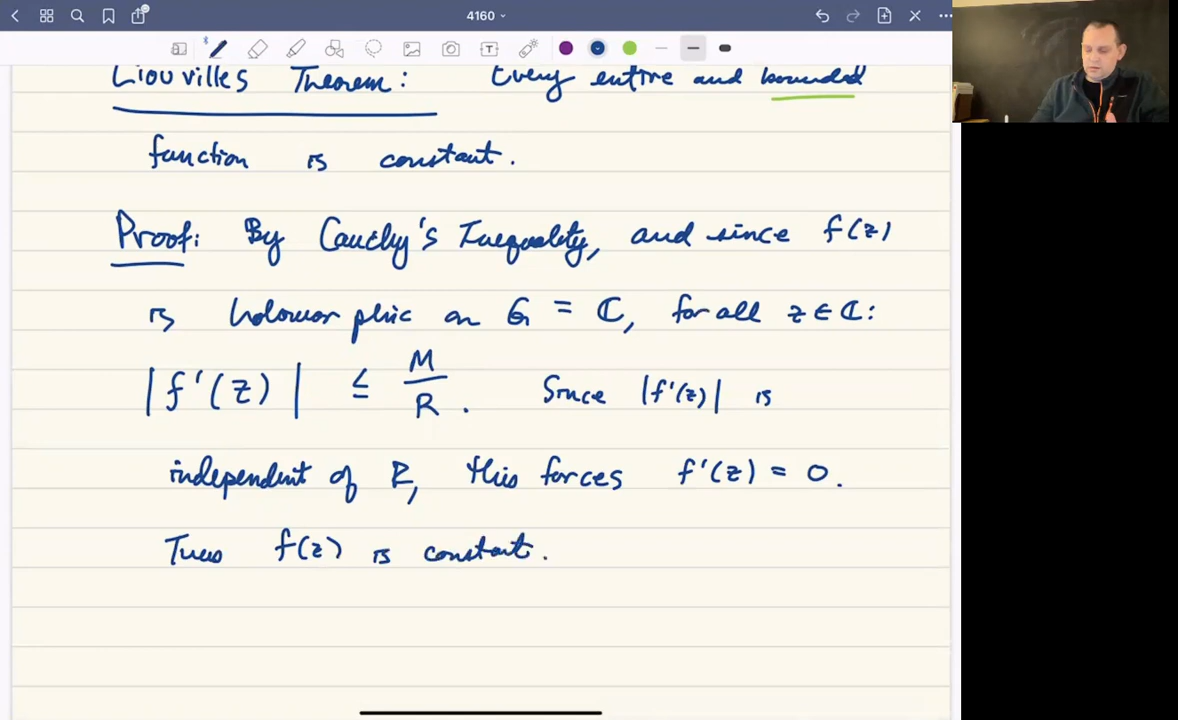 4160
Liouvilles Theorem: Every entire and bounded
function is constant.
Proof: By Cauchy's Inequality, and since f(z)
is holomorphic on G = ℂ, for all z ∈ ℂ:
|f'(z)| ≤ M/R. Since |f'(z)| is
independent of R, this forces f'(z) = 0.
Thus f(z) is constant.